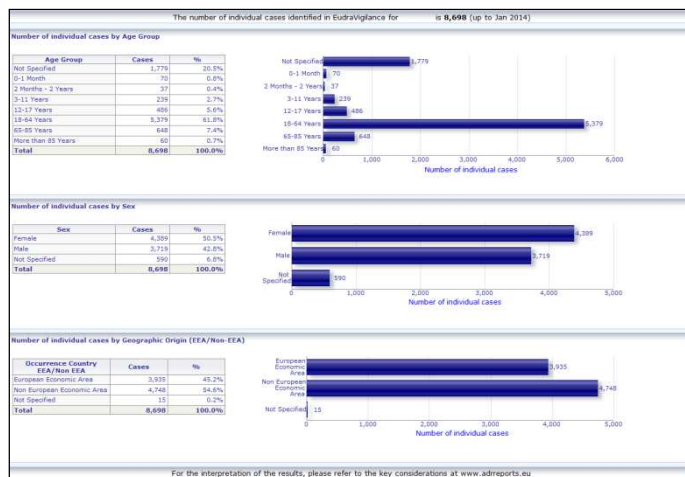 The number of individual cases identified in EudraVigilance for is 8,698 (up to Jan 2014)
Number of individual cases by Age Group
Age Group Cases %
Not Specified 1,779 20.5%
0-1 Month 70 0.8%
2 Months - 2 Years 37 0.4%
3-11 Years 239 2.7%
12-17 Years 486 5.6%
18-64 Years 5,379 61.8%
65-85 Years 648 7.4%
More than 85 Years 60 0.7%
Total 8,698 100.0%
Not Specified 1,779
0-1 Month 70
2 Months - 2 Years 37
3-11 Years 239
12-17 Years 486
18-64 Years 5,379
65-85 Years 648
More than 85 Years 60
0 1,000 2,000 3,000 4,000 5,000 6,000
Number of individual cases
Number of individual cases by Sex
Sex Cases %
Female 4,389 50.5%
Male 3,719 42.8%
Not Specified 590 6.8%
Total 8,698 100.0%
Female 4,389
Male 3,719
Not
Specified 590
0 1,000 2,000 3,000 4,000 5,000
Number of individual cases
Number of individual cases by Geographic Origin (EEA/Non-EEA)
Occurrence Country
EEA/Non EEA Cases %
European Economic Area 3,935 45.2%
Non European Economic Area 4,748 54.6%
Not Specified 15 0.2%
Total 8,698 100.0%
European
Economic
Area 3,935
Non European
Economic
Area 4,748
Not Specified 15
0 1,000 2,000 3,000 4,000 5,000
Number of individual cases
For the interpretation of the results, please refer to the key considerations at www.adrreports.eu